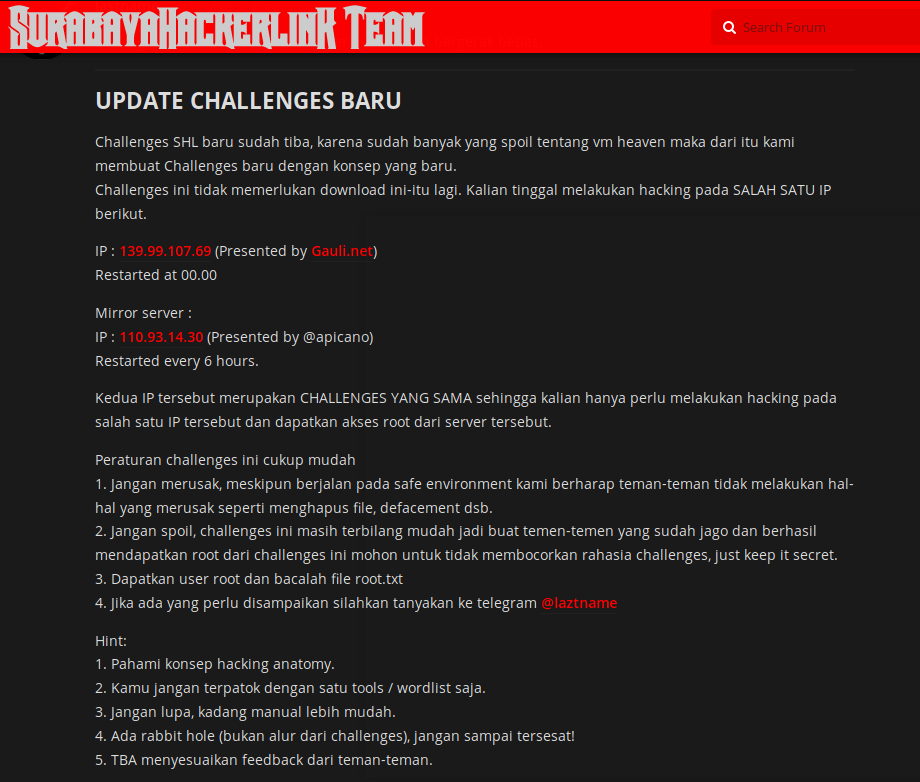 SurabayaHackerlink Team
Search Forum
UPDATE CHALLENGES BARU
Challenges SHL baru sudah tiba, karena sudah banyak yang spoil tentang vm heaven maka dari itu kami
membuat Challenges baru dengan konsep yang baru.
Challenges ini tidak memerlukan download ini-itu lagi. Kalian tinggal melakukan hacking pada SALAH SATU IP
berikut.
IP : 139.99.107.69 (Presented by Gauli.net)
Restarted at 00.00
Mirror server :
IP : 110.93.14.30 (Presented by @apicano)
Restarted every 6 hours.
Kedua IP tersebut merupakan CHALLENGES YANG SAMA sehingga kalian hanya perlu melakukan hacking pada
salah satu IP tersebut dan dapatkan akses root dari server tersebut.
Peraturan challenges ini cukup mudah
1. Jangan merusak, meskipun berjalan pada safe environment kami berharap teman-teman tidak melakukan hal-
hal yang merusak seperti menghapus file, defacement dsb.
2. Jangan spoil, challenges ini masih terbilang mudah jadi buat temen-temen yang sudah jago dan berhasil
mendapatkan root dari challenges ini mohon untuk tidak membocorkan rahasia challenges, just keep it secret.
3. Dapatkan user root dan bacalah file root.txt
4. Jika ada yang perlu disampaikan silahkan tanyakan ke telegram @laztname
Hint:
1. Pahami konsep hacking anatomy.
2. Kamu jangan terpatok dengan satu tools / wordlist saja.
3. Jangan lupa, kadang manual lebih mudah.
4. Ada rabbit hole (bukan alur dari challenges), jangan sampai tersesat!
5. TBA menyesuaikan feedback dari teman-teman.